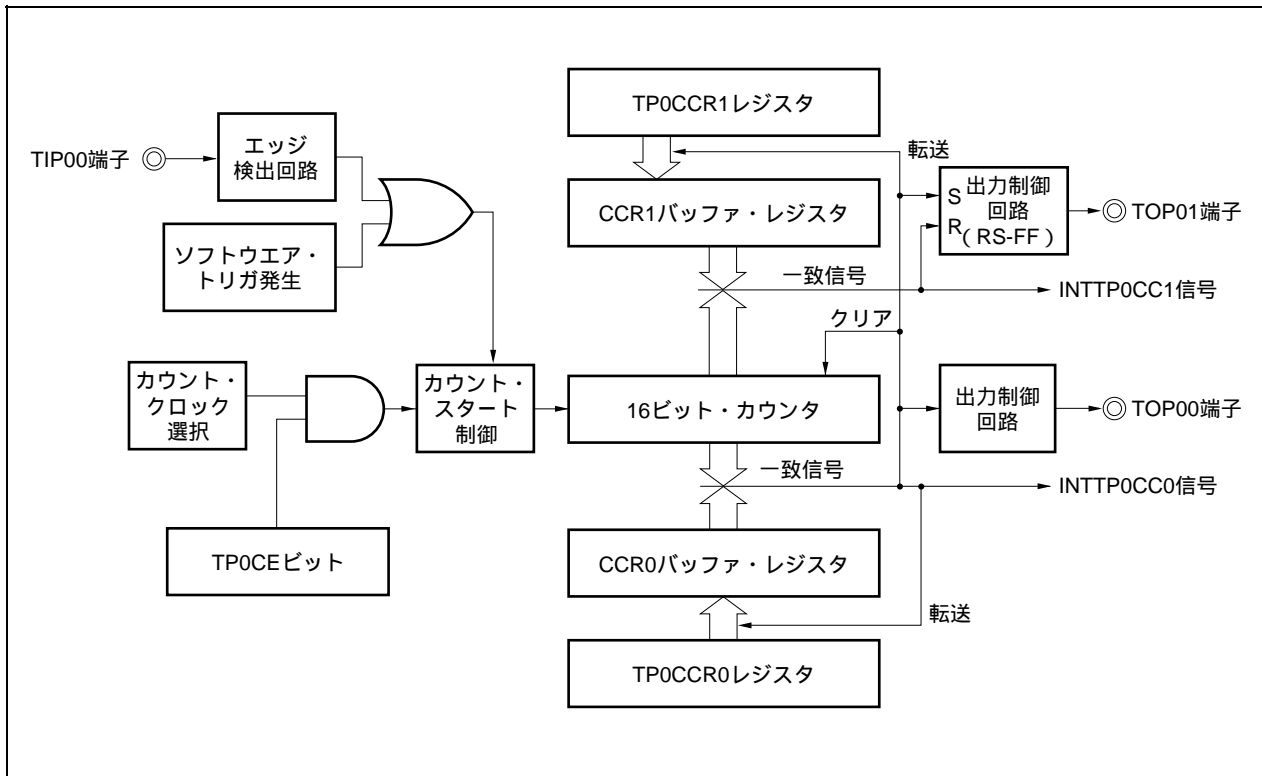 TP0CCR1レジスタ
エッジ
検出回路
TIP00端子
転送
CCR1バッファ・レジスタ
S
出力制御
回路
R
(RS-FF)
TOP01端子
ソフトウエア・
トリガ発生
一致信号
INTTP0CC1信号
クリア
カウント・
クロック
選択
カウント・
スタート
制御
16ビット・カウンタ
出力制御
回路
TOP00端子
一致信号
INTTP0CC0信号
TP0CEビット
CCR0バッファ・レジスタ
転送
TP0CCR0レジスタ